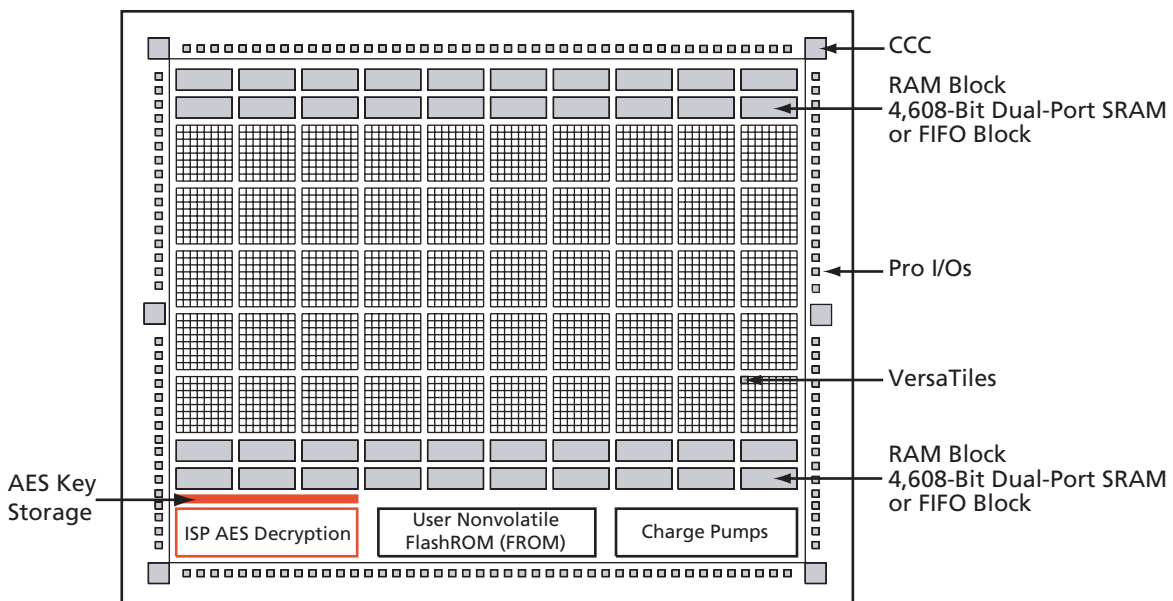 CCC
RAM Block
4,608-Bit Dual-Port SRAM
or FIFO Block
Pro I/Os
VersaTiles
RAM Block
4,608-Bit Dual-Port SRAM
or FIFO Block
AES Key
Storage
ISP AES Decryption
User Nonvolatile
FlashROM (FROM)
Charge Pumps